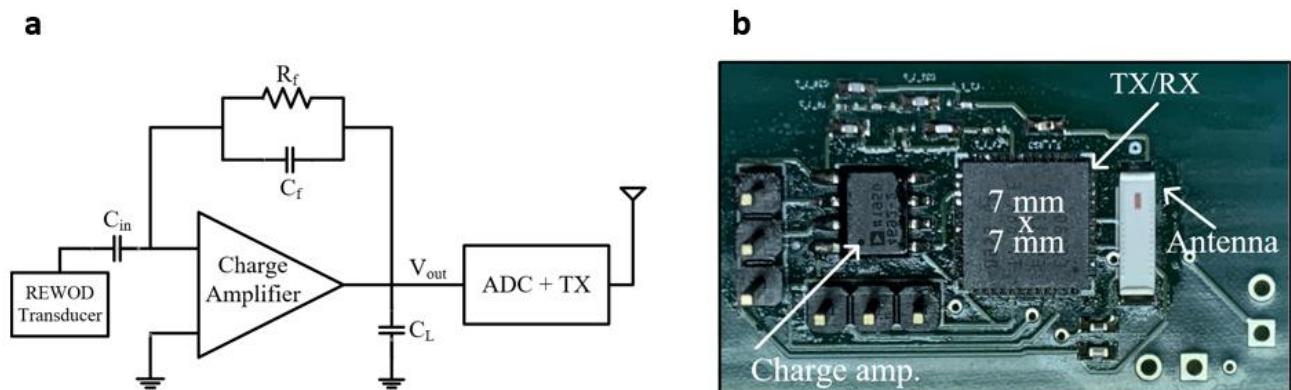 a
R_f
C_f
C_in
Charge
Amplifier
REWOD
Transducer
V_out
ADC + TX
C_L
b
TX/RX
7 mm
x
7 mm
Antenna
Charge amp.